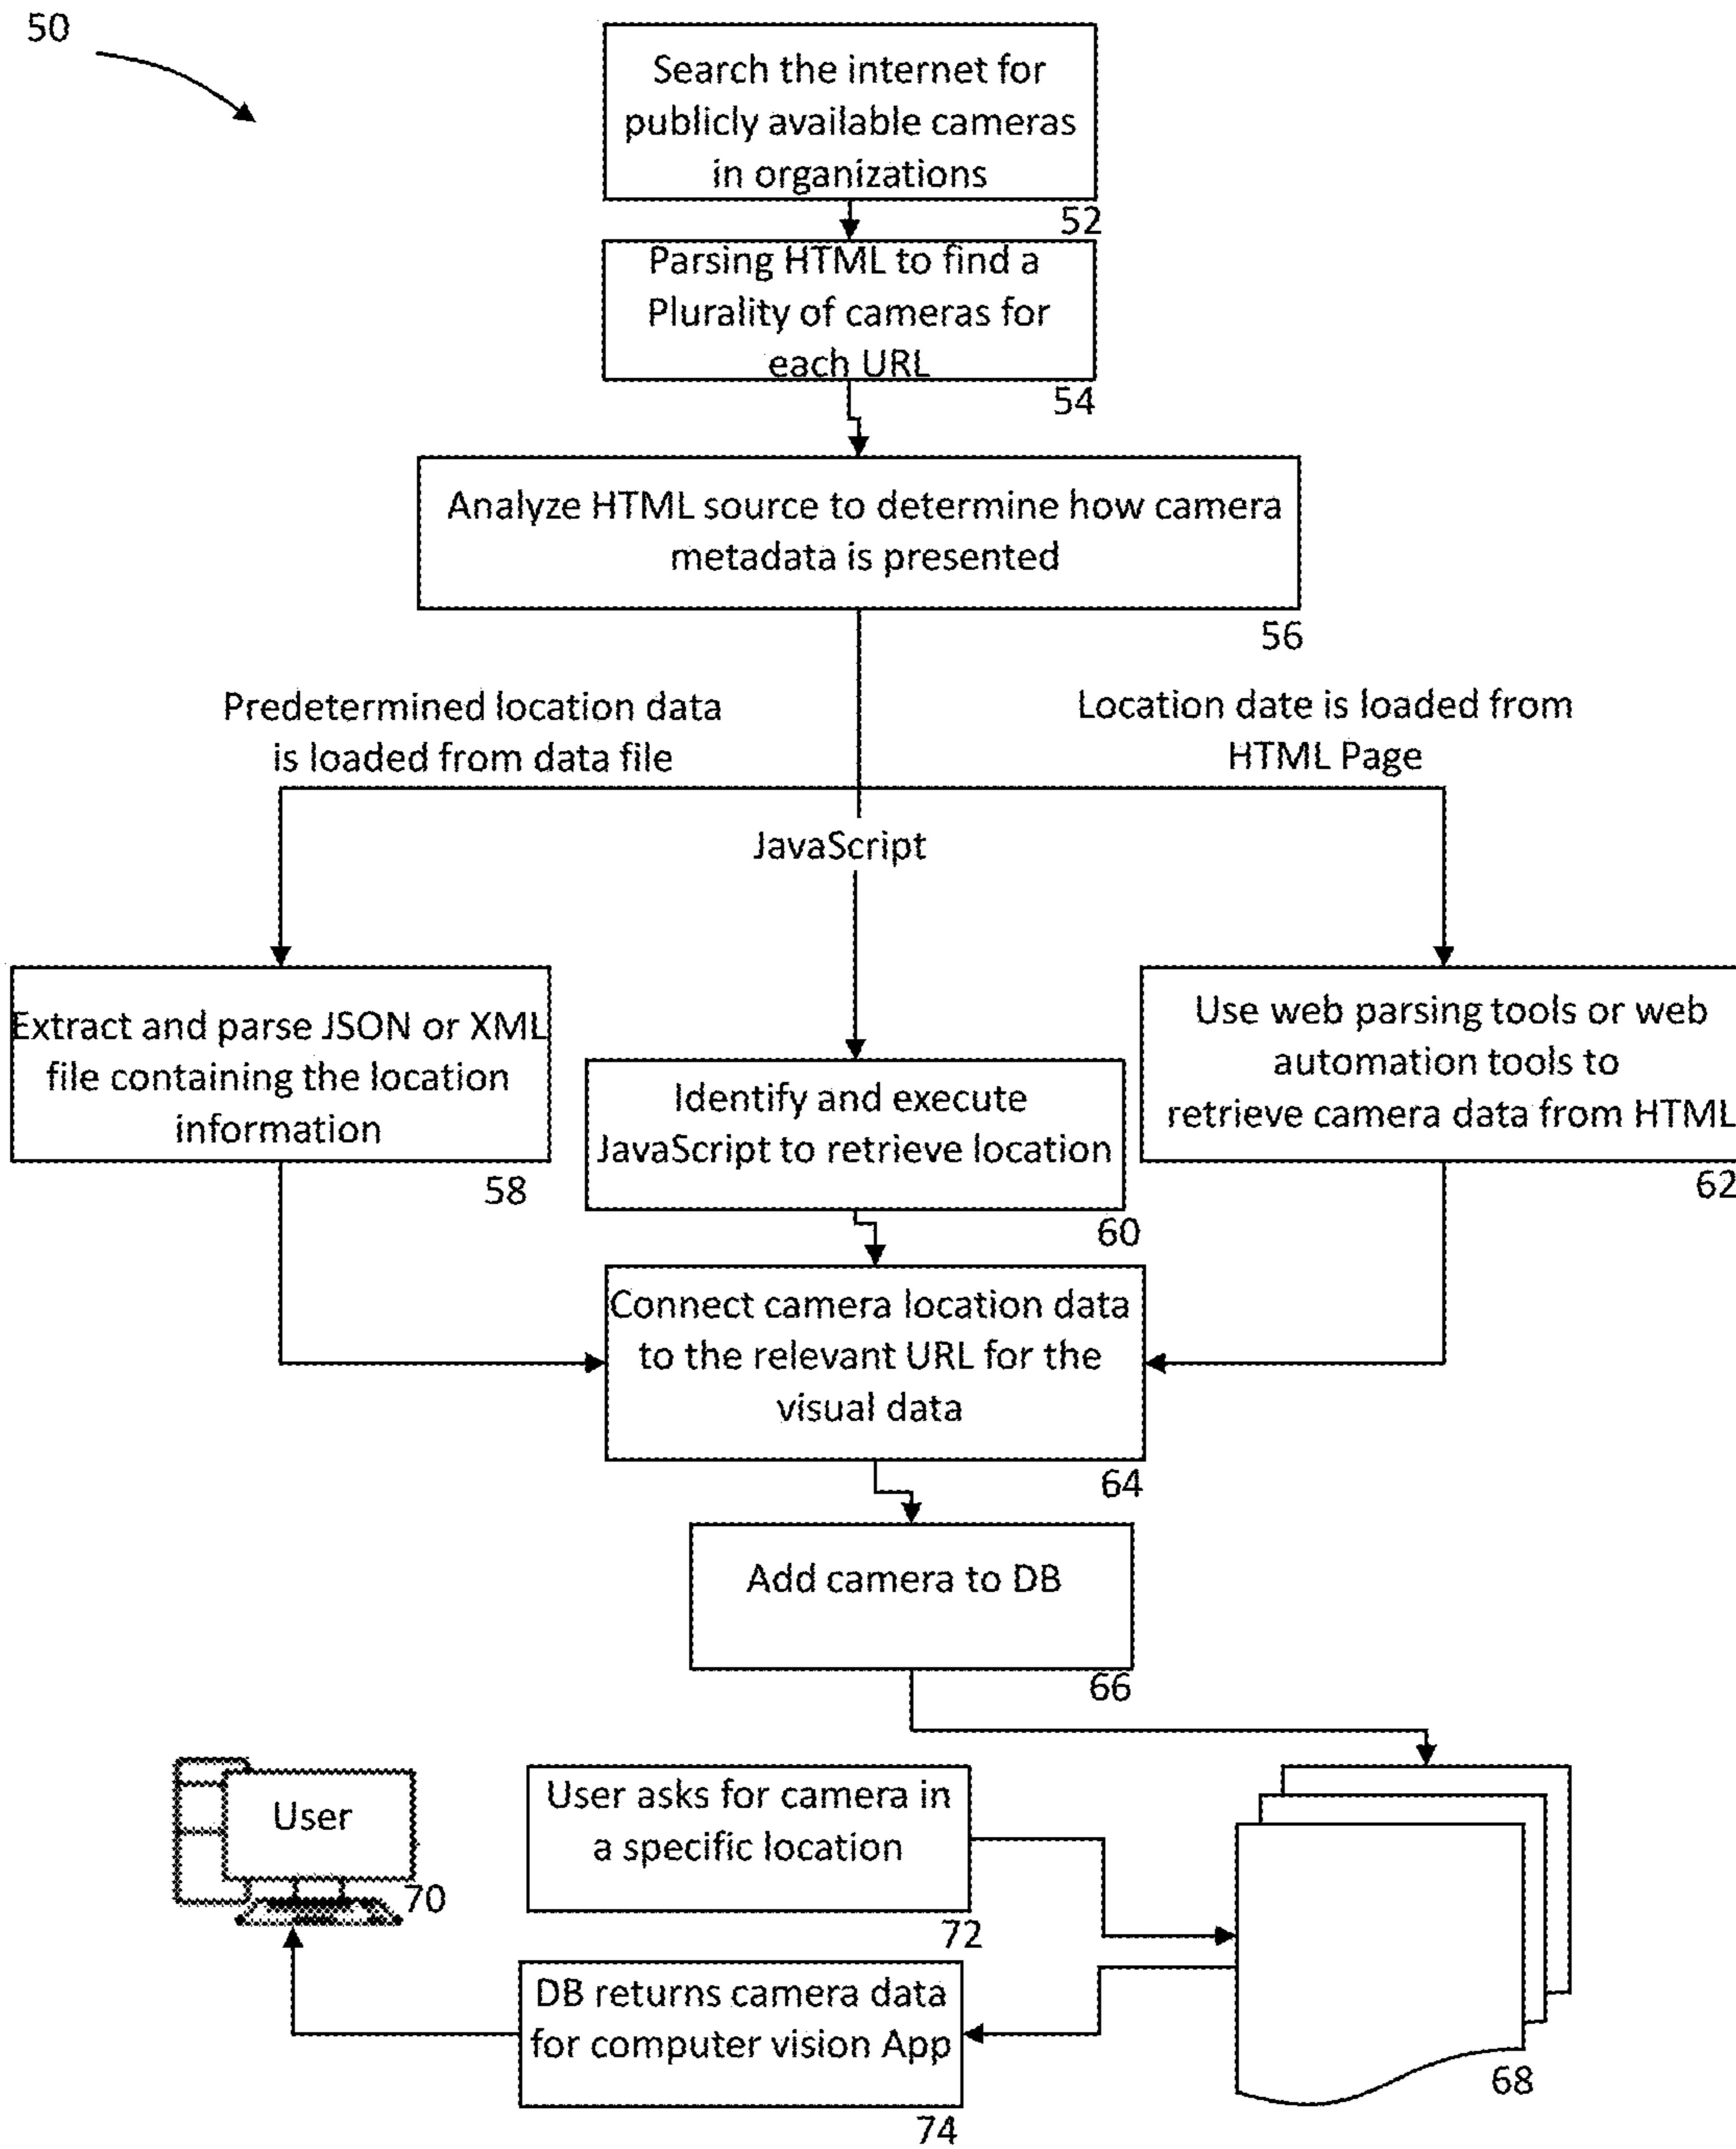 50
Search the internet for
publicly available cameras
in organizations
52
Parsing HTML to find a
Plurality of cameras for
each URL
54
Analyze HTML source to determine how camera
metadata is presented
56
Predetermined location data
is loaded from data file
JavaScript
Location date is loaded from
HTML Page
Extract and parse JSON or XML
file containing the location
information
58
Identify and execute
JavaScript to retrieve location
60
Use web parsing tools or web
automation tools to
retrieve camera data from HTML
62
Connect camera location data
to the relevant URL for the
visual data
64
Add camera to DB
66
User
70
User asks for camera in
a specific location
72
DB returns camera data
for computer vision App
74
68